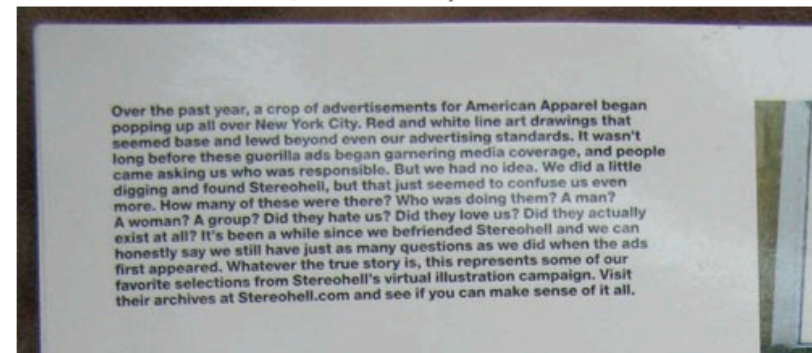 Over the past year, a crop of advertisements for American Apparel began
popping up all over New York City. Red and white line art drawings that
seemed base and lewd beyond even our advertising standards. It wasn't
long before these guerilla ads began garnering media coverage, and people
came asking us who was responsible. But we had no idea. We did a little
digging and found Stereohell, but that just seemed to confuse us even
more. How many of these were there? Who was doing them? A man?
A woman? A group? Did they hate us? Did they love us? Did they actually
exist at all? It's been a while since we befriended Stereohell and we can
honestly say we still have just as many questions as we did when the ads
first appeared. Whatever the true story is, this represents some of our
favorite selections from Stereohell's virtual illustration campaign. Visit
their archives at Stereohell.com and see if you can make sense of it all.